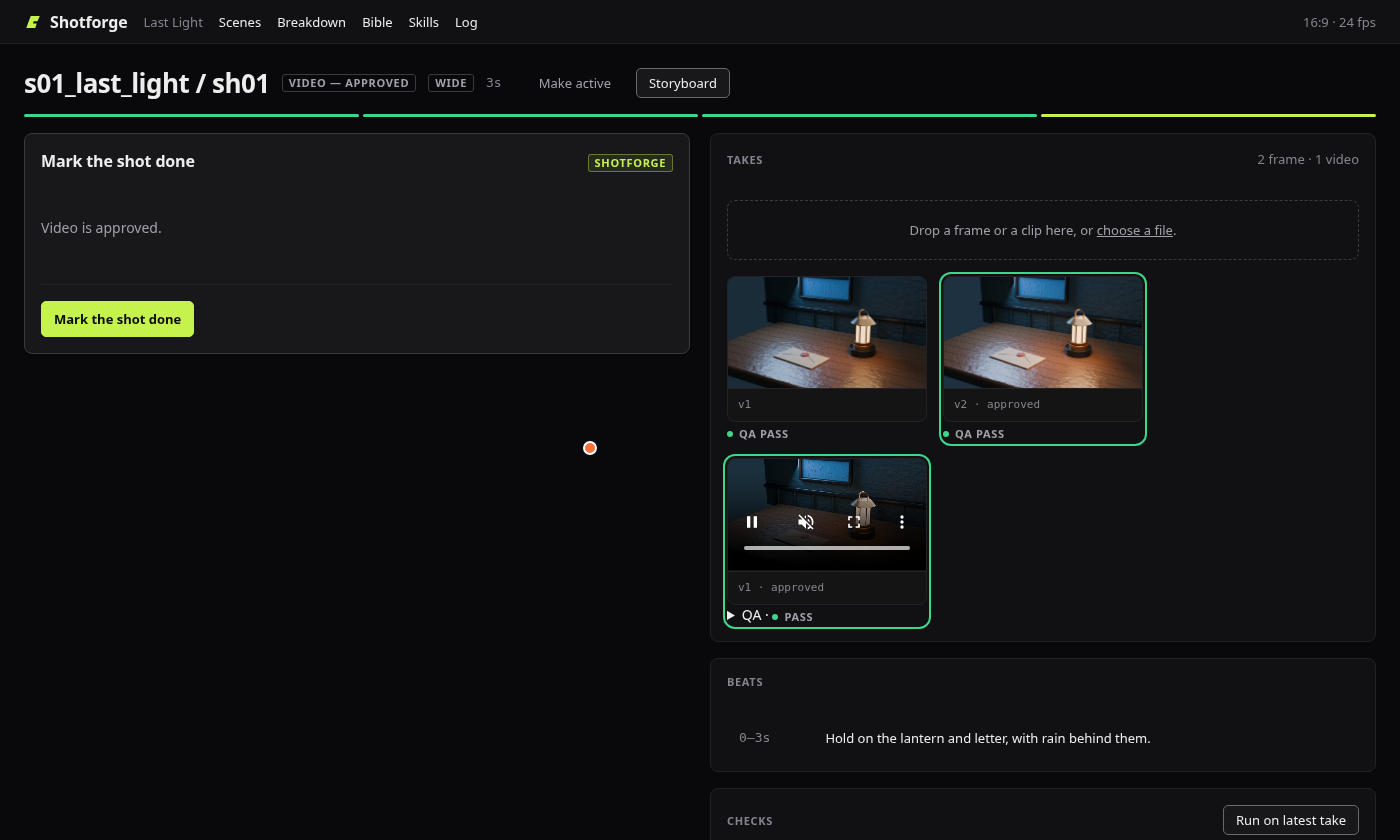 Shotforge Last Light Scenes Breakdown Bible Skills Log 16:9 · 24 fps
s01_last_light / sh01 VIDEO — APPROVED WIDE 3s Make active Storyboard
Mark the shot done SHOTFORGE
Video is approved.
Mark the shot done
TAKES 2 frame · 1 video
Drop a frame or a clip here, or choose a file.
v1
QA PASS
v2 · approved
QA PASS
v1 · approved
QA · PASS
BEATS
0–3s Hold on the lantern and letter, with rain behind them.
CHECKS Run on latest take